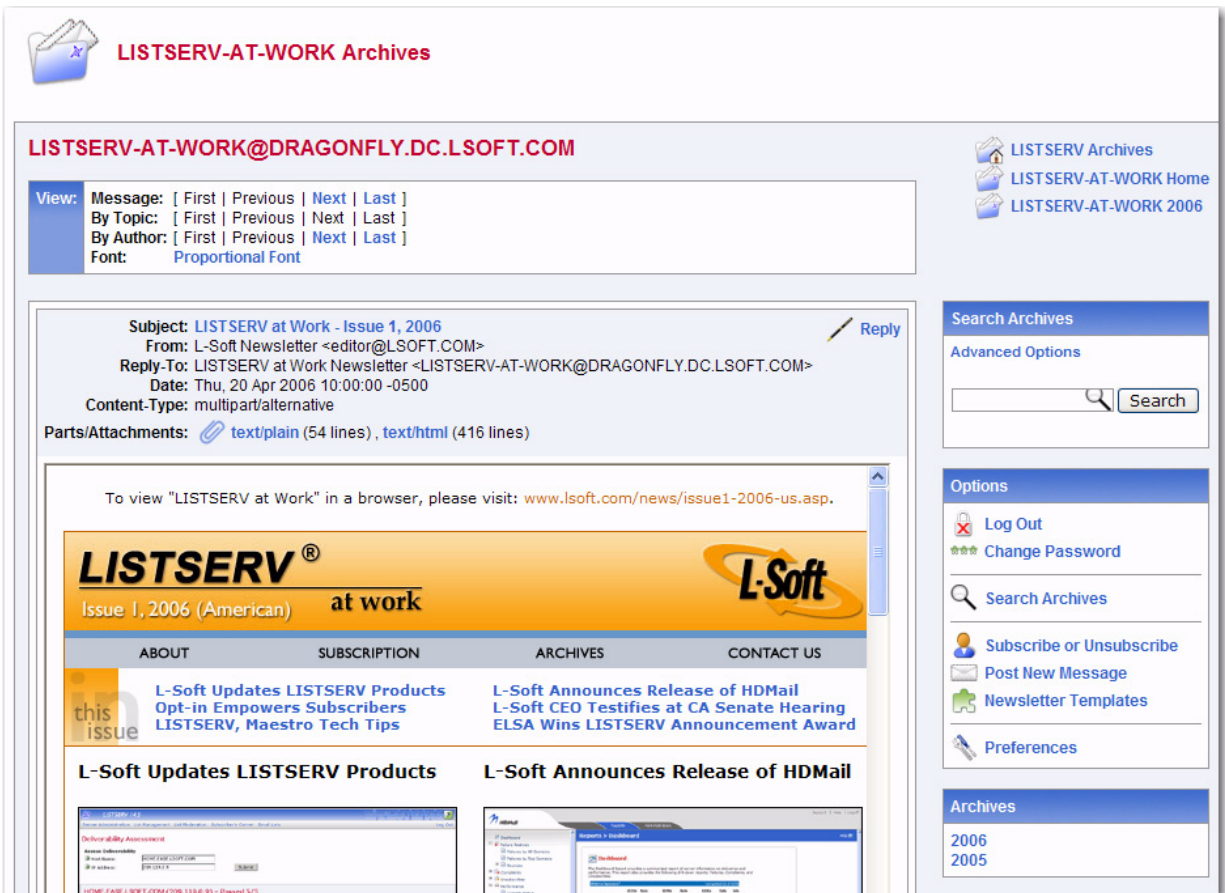 LISTSERV-AT-WORK Archives
LISTSERV-AT-WORK@DRAGONFLY.DC.LSOFT.COM
LISTSERV Archives
LISTSERV-AT-WORK Home
LISTSERV-AT-WORK 2006
View: Message: [ First | Previous | Next | Last ]
By Topic: [ First | Previous | Next | Last ]
By Author: [ First | Previous | Next | Last ]
Font: Proportional Font
Subject: LISTSERV at Work - Issue 1, 2006
Reply
From: L-Soft Newsletter <editor@LSOFT.COM>
Reply-To: LISTSERV at Work Newsletter <LISTSERV-AT-WORK@DRAGONFLY.DC.LSOFT.COM>
Date: Thu, 20 Apr 2006 10:00:00 -0500
Content-Type: multipart/alternative
Parts/Attachments: text/plain (54 lines) , text/html (416 lines)
To view "LISTSERV at Work" in a browser, please visit: www.lsoft.com/news/issue1-2006-us.asp.
LISTSERV ®
at work
Issue 1, 2006 (American)
L-Soft
ABOUT SUBSCRIPTION ARCHIVES CONTACT US
in this issue
L-Soft Updates LISTSERV Products
Opt-in Empowers Subscribers
LISTSERV, Maestro Tech Tips
L-Soft Announces Release of HDMail
L-Soft CEO Testifies at CA Senate Hearing
ELSA Wins LISTSERV Announcement Award
L-Soft Updates LISTSERV Products
L-Soft Announces Release of HDMail
Deliverability Assessment
Reports > Dashboard
Dashboard
Search Archives
Advanced Options
Search
Options
Log Out
Change Password
Search Archives
Subscribe or Unsubscribe
Post New Message
Newsletter Templates
Preferences
Archives
2006
2005